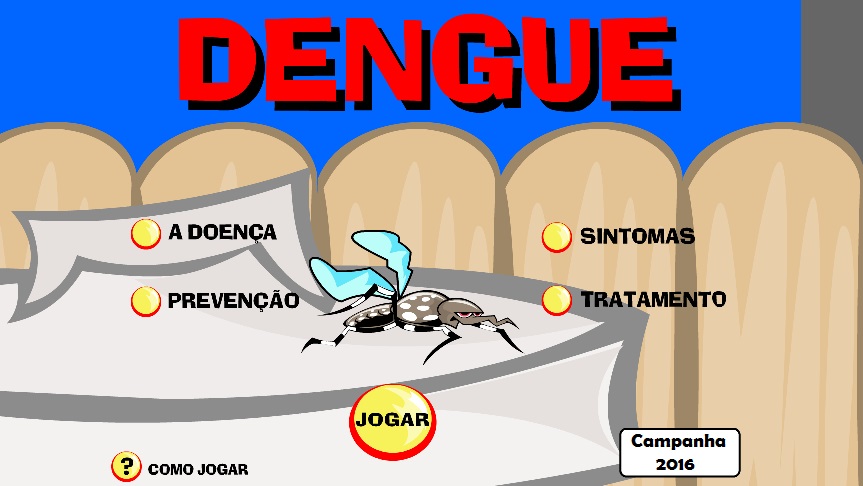 DENGUE
A DOENÇA
SINTOMAS
PREVENÇÃO
TRATAMENTO
JOGAR
Campanha
2016
? COMO JOGAR